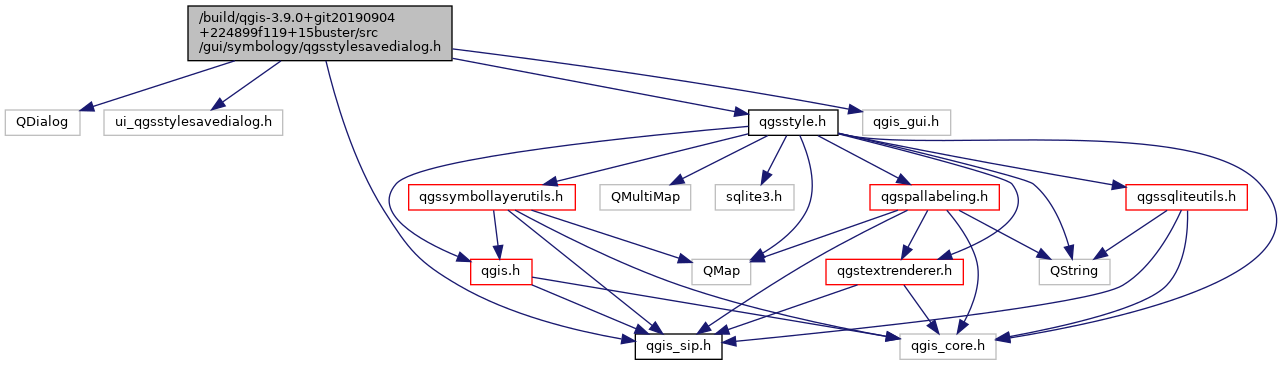 /build/qgis-3.9.0+git20190904
+224899f119+15buster/src
/gui/symbology/qgsstylesavedialog.h
QDialog
ui_qgsstylesavedialog.h
qgsstyle.h
qgis_gui.h
qgssymbollayerutils.h
QMultiMap
sqlite3.h
qgspallabeling.h
qgssqliteutils.h
qgis.h
QMap
qgstextrenderer.h
QString
qgis_sip.h
qgis_core.h